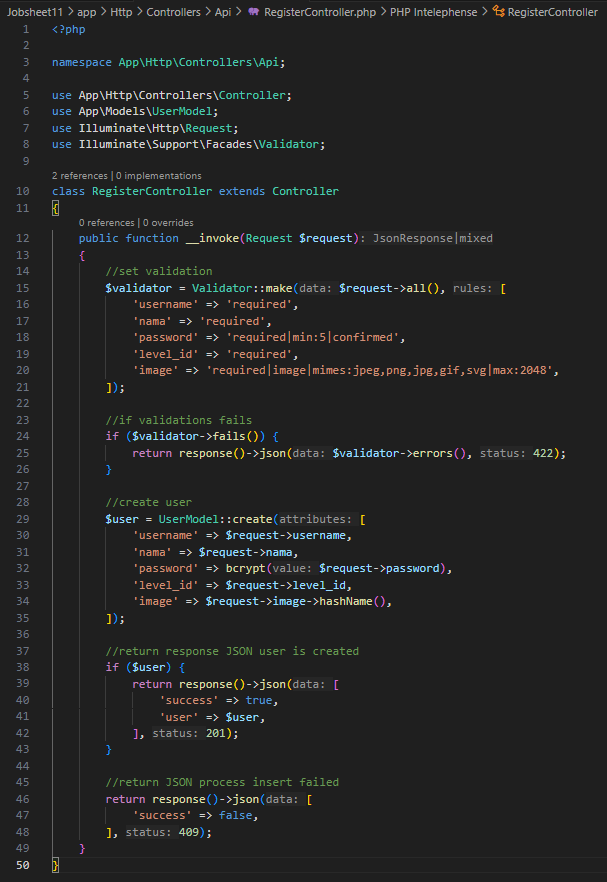 Jobsheet11 > app > Http > Controllers > Api > RegisterController.php > PHP Intelephense > RegisterController
1 <?php
2
3 namespace App\Http\Controllers\Api;
4
5 use App\Http\Controllers\Controller;
6 use App\Models\UserModel;
7 use Illuminate\Http\Request;
8 use Illuminate\Support\Facades\Validator;
9
2 references | 0 implementations
10 class RegisterController extends Controller
11 {
0 references | 0 overrides
12     public function __invoke(Request $request): JsonResponse|mixed
13     {
14         //set validation
15         $validator = Validator::make(data: $request->all(), rules: [
16             'username' => 'required',
17             'nama' => 'required',
18             'password' => 'required|min:5|confirmed',
19             'level_id' => 'required',
20             'image' => 'required|image|mimes:jpeg,png,jpg,gif,svg|max:2048',
21         ]);
22
23         //if validations fails
24         if ($validator->fails()) {
25             return response()->json(data: $validator->errors(), status: 422);
26         }
27
28         //create user
29         $user = UserModel::create(attributes: [
30             'username' => $request->username,
31             'nama' => $request->nama,
32             'password' => bcrypt(value: $request->password),
33             'level_id' => $request->level_id,
34             'image' => $request->image->hashName(),
35         ]);
36
37         //return response JSON user is created
38         if ($user) {
39             return response()->json(data: [
40                 'success' => true,
41                 'user' => $user,
42             ], status: 201);
43         }
44
45         //return JSON process insert failed
46         return response()->json(data: [
47             'success' => false,
48         ], status: 409);
49     }
50 }